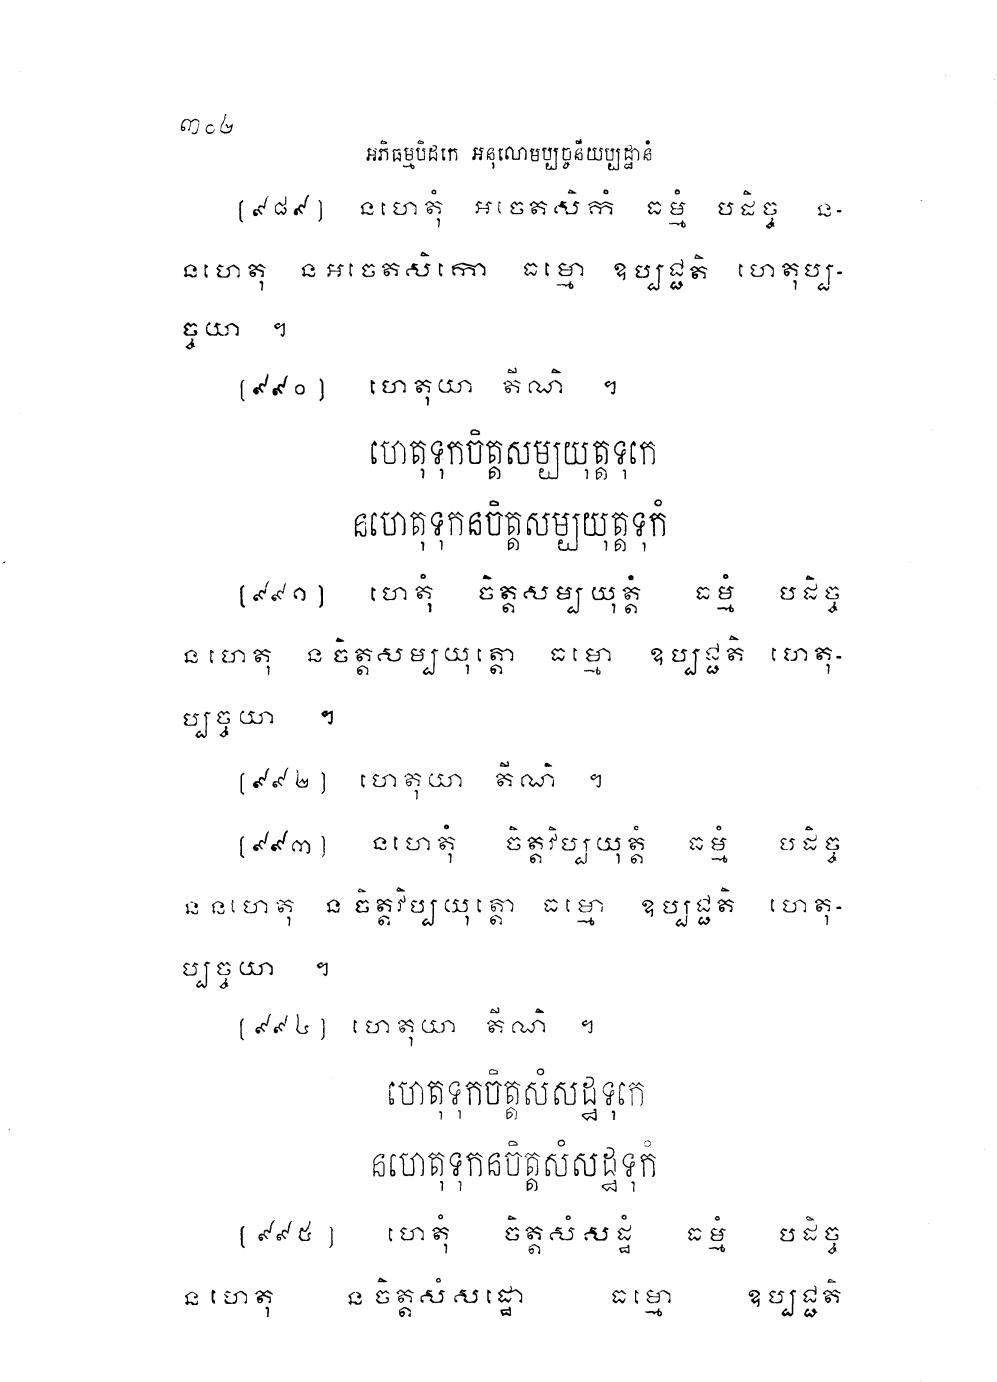 ៣០៤
អភិធម្មបិដកេ អនុលោមប្បច្ចនីយប្បដ្ឋានំ
(៩៨៩) នហេតុំ អចេតសិកំ ធម្មំ បដិច្ច ន-
នហេតុ នអចេតសិកោ ធម្មោ ឧប្បជ្ជតិ ហេតុប្ប-
ច្ចយា ។
(៩៩០) ហេតុយា តីណិ ។
ហេតុទុកចិត្តសម្បយុត្តទុកេ
នហេតុទុកនចិត្តសម្បយុត្តទុកំ
(៩៩១) ហេតុំ ចិត្តសម្បយុត្តំ ធម្មំ បដិច្ច
នហេតុ នចិត្តសម្បយុត្តោ ធម្មោ ឧប្បជ្ជតិ ហេតុ-
ប្បច្ចយា ។
(៩៩២) ហេតុយា តីណិ ។
(៩៩៣) នហេតុំ ចិត្តវិប្បយុត្តំ ធម្មំ បដិច្ច
ននហេតុ នចិត្តវិប្បយុត្តោ ធម្មោ ឧប្បជ្ជតិ ហេតុ-
ប្បច្ចយា ។
(៩៩៤) ហេតុយា តីណិ ។
ហេតុទុកចិត្តសំសដ្ឋទុកេ
នហេតុទុកនចិត្តសំសដ្ឋទុកំ
(៩៩៥) ហេតុំ ចិត្តសំសដ្ឋំ ធម្មំ បដិច្ច
នហេតុ នចិត្តសំសដ្ឋោ ធម្មោ ឧប្បជ្ជតិ